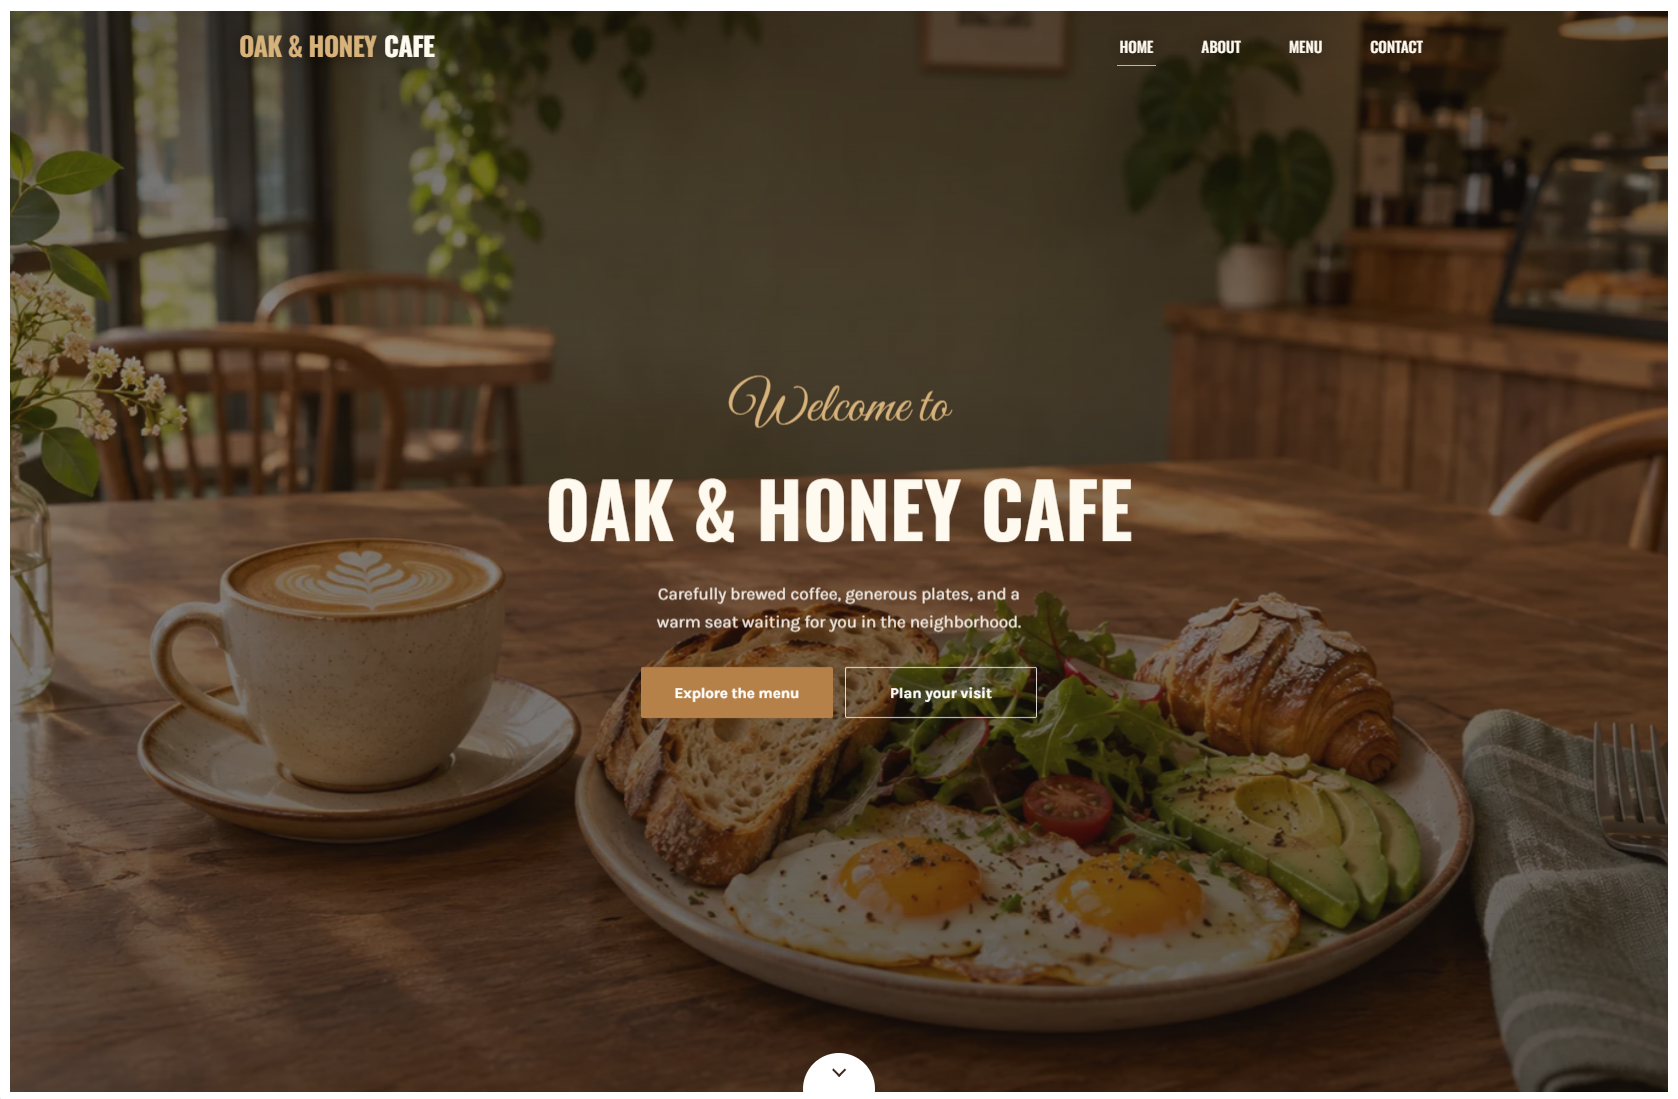 OAK & HONEY CAFE
HOME
ABOUT
MENU
CONTACT
Welcome to
OAK & HONEY CAFE
Carefully brewed coffee, generous plates, and a
warm seat waiting for you in the neighborhood.
Explore the menu
Plan your visit